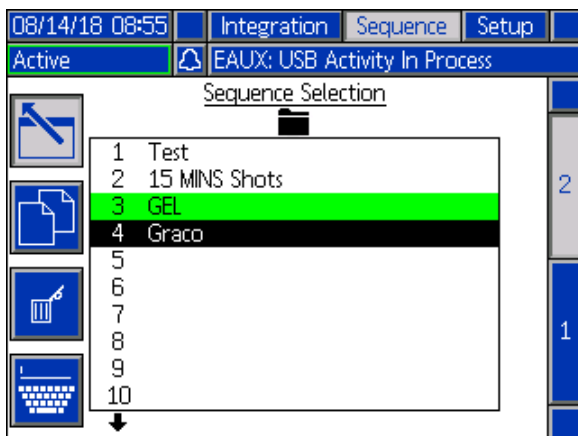 08/14/18 08:55 Integration Sequence Setup
Active EAUX: USB Activity In Process
Sequence Selection
1 Test
2 15 MINS Shots
3 GEL
4 Graco
5
6
7
8
9
10
2
1